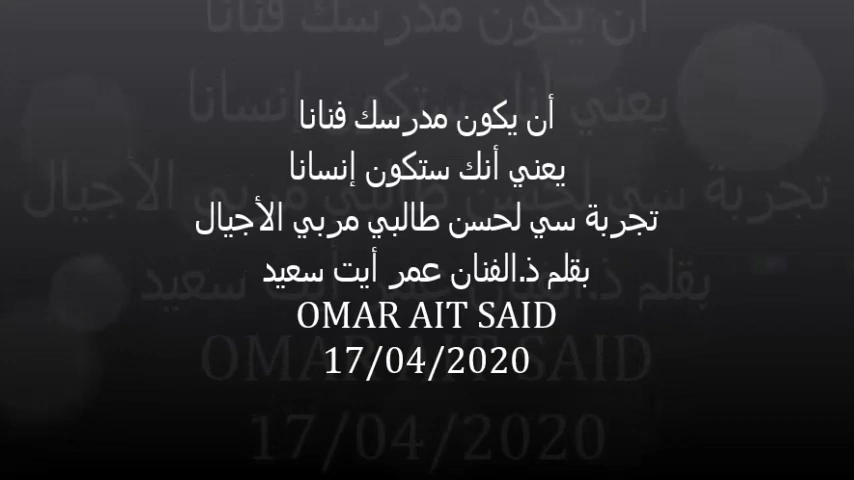 أن يكون مدرسك فنانا
يعني أنك ستكون إنسانا
تجربة سي لحسن طالبي مربي الأجيال
بقلم ذ.الفنان عمر أيت سعيد
OMAR AIT SAID
17/04/2020